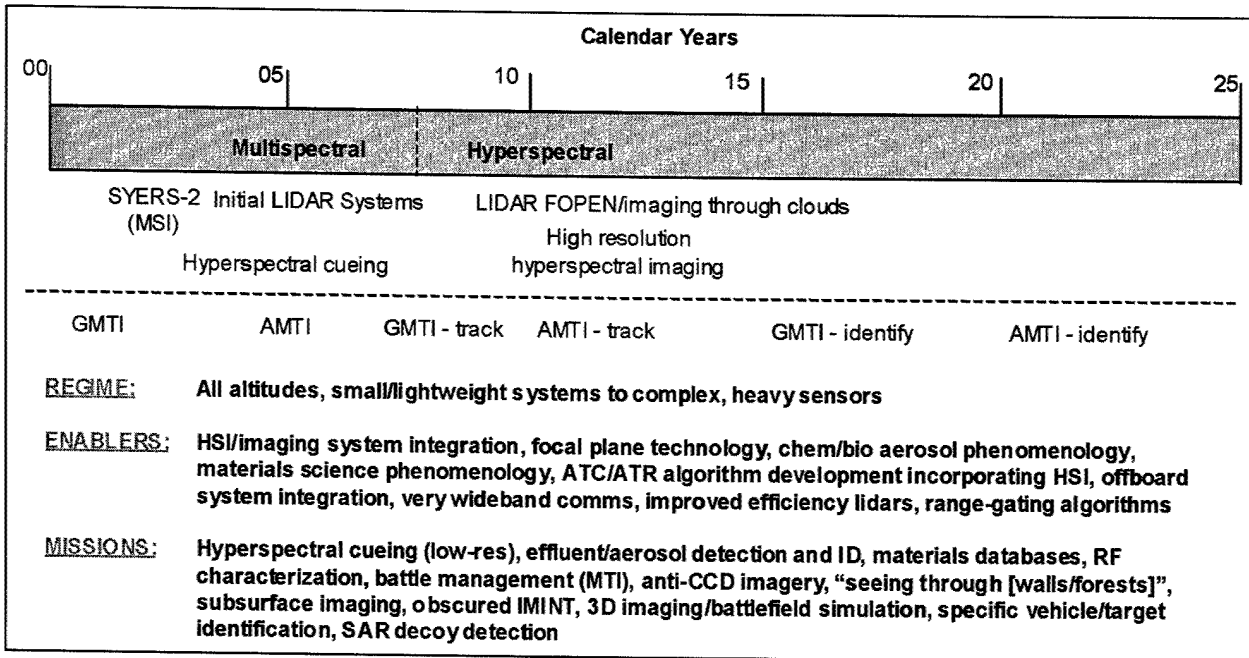 Calendar Years
00 05 10 15 20 25
Multispectral Hyperspectral
SYERS-2 Initial LIDAR Systems LIDAR FOPEN/imaging through clouds
(MSI)
High resolution
Hyperspectral cueing hyperspectral imaging
GMTI AMTI GMTI - track AMTI - track GMTI - identify AMTI - identify
REGIME: All altitudes, small/lightweight systems to complex, heavy sensors
ENABLERS: HSI/imaging system integration, focal plane technology, chem/bio aerosol phenomenology,
materials science phenomenology, ATC/ATR algorithm development incorporating HSI, offboard
system integration, very wideband comms, improved efficiency lidars, range-gating algorithms
MISSIONS: Hyperspectral cueing (low-res), effluent/aerosol detection and ID, materials databases, RF
characterization, battle management (MTI), anti-CCD imagery, “seeing through [walls/forests]”,
subsurface imaging, obscured IMINT, 3D imaging/battlefield simulation, specific vehicle/target
identification, SAR decoy detection